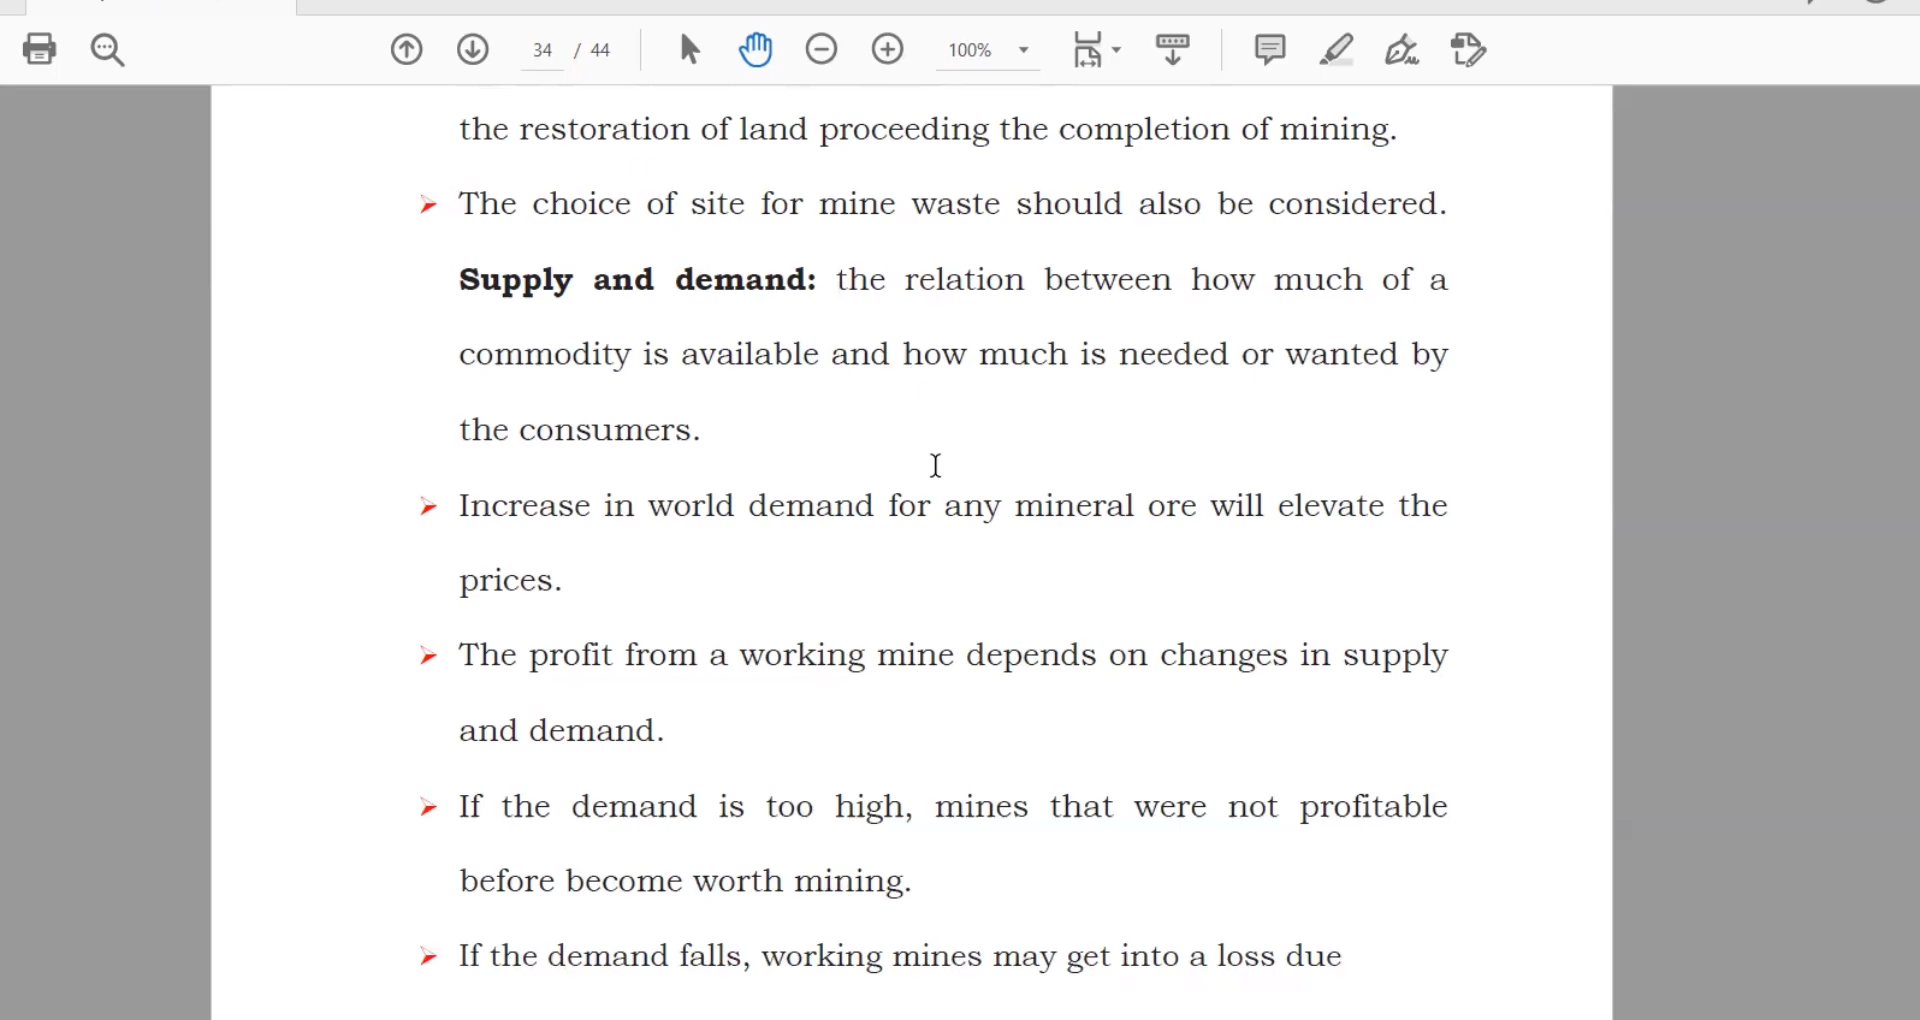 34 / 44 100%
the restoration of land proceeding the completion of mining.
The choice of site for mine waste should also be considered.
Supply and demand: the relation between how much of a
commodity is available and how much is needed or wanted by
the consumers.
Increase in world demand for any mineral ore will elevate the
prices.
The profit from a working mine depends on changes in supply
and demand.
If the demand is too high, mines that were not profitable
before become worth mining.
If the demand falls, working mines may get into a loss due